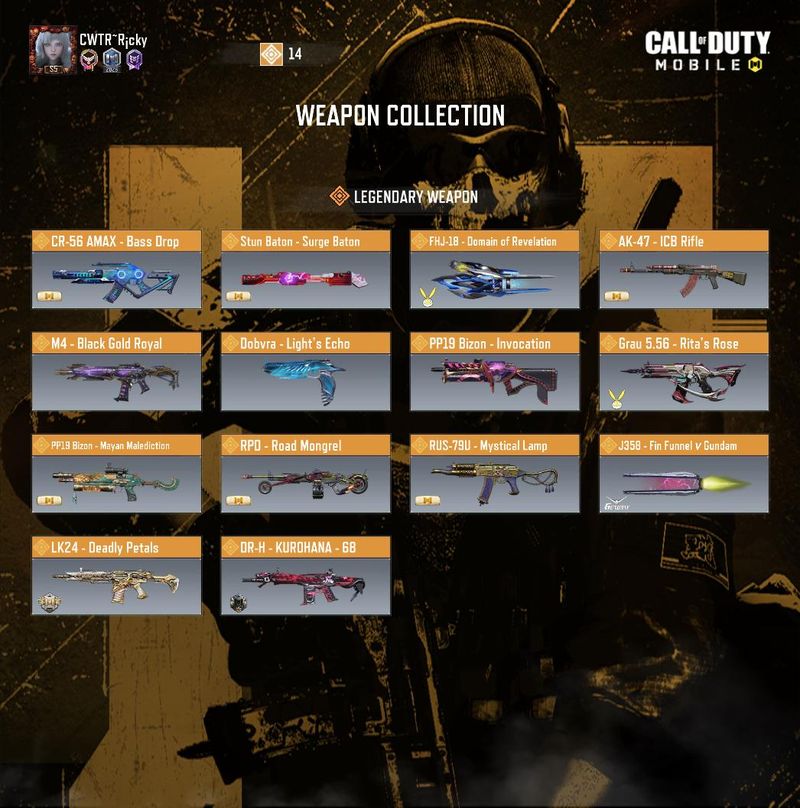 CWTR~R¡cky
S5
2025
14
CALL OF DUTY
MOBILE
WEAPON COLLECTION
LEGENDARY WEAPON
CR-56 AMAX - Bass Drop
Stun Baton - Surge Baton
FHJ-18 - Domain of Revelation
AK-47 - ICB Rifle
M4 - Black Gold Royal
Dobvra - Light's Echo
PP19 Bizon - Invocation
Grau 5.56 - Rita's Rose
PP19 Bizon - Mayan Malediction
RPD - Road Mongrel
RUS-79U - Mystical Lamp
J358 - Fin Funnel ν Gundam
LK24 - Deadly Petals
DR-H - KUROHANA - 68